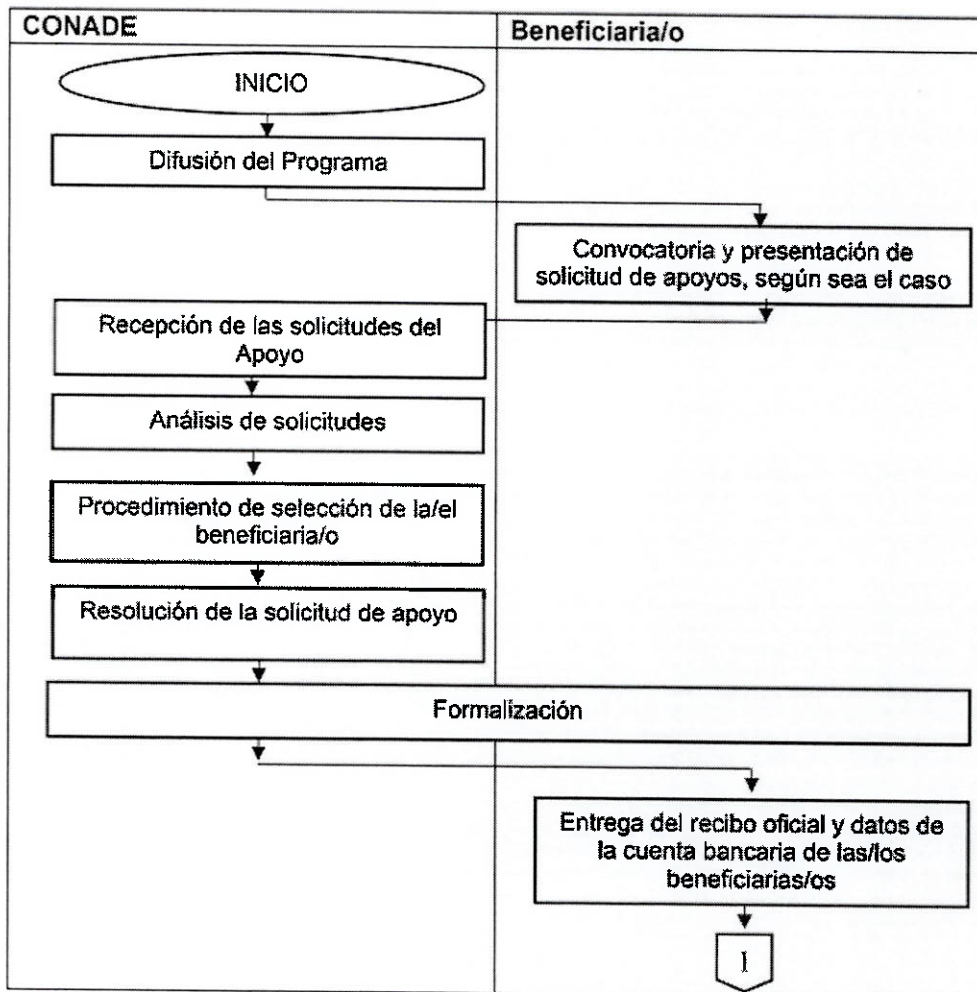 CONADE
Beneficiaria/o
INICIO
Difusión del Programa
Convocatoria y presentación de
solicitud de apoyos, según sea el caso
Recepción de las solicitudes del
Apoyo
Análisis de solicitudes
Procedimiento de selección de la/el
beneficiaria/o
Resolución de la solicitud de apoyo
Formalización
Entrega del recibo oficial y datos de
la cuenta bancaria de las/los
beneficiarias/os
1